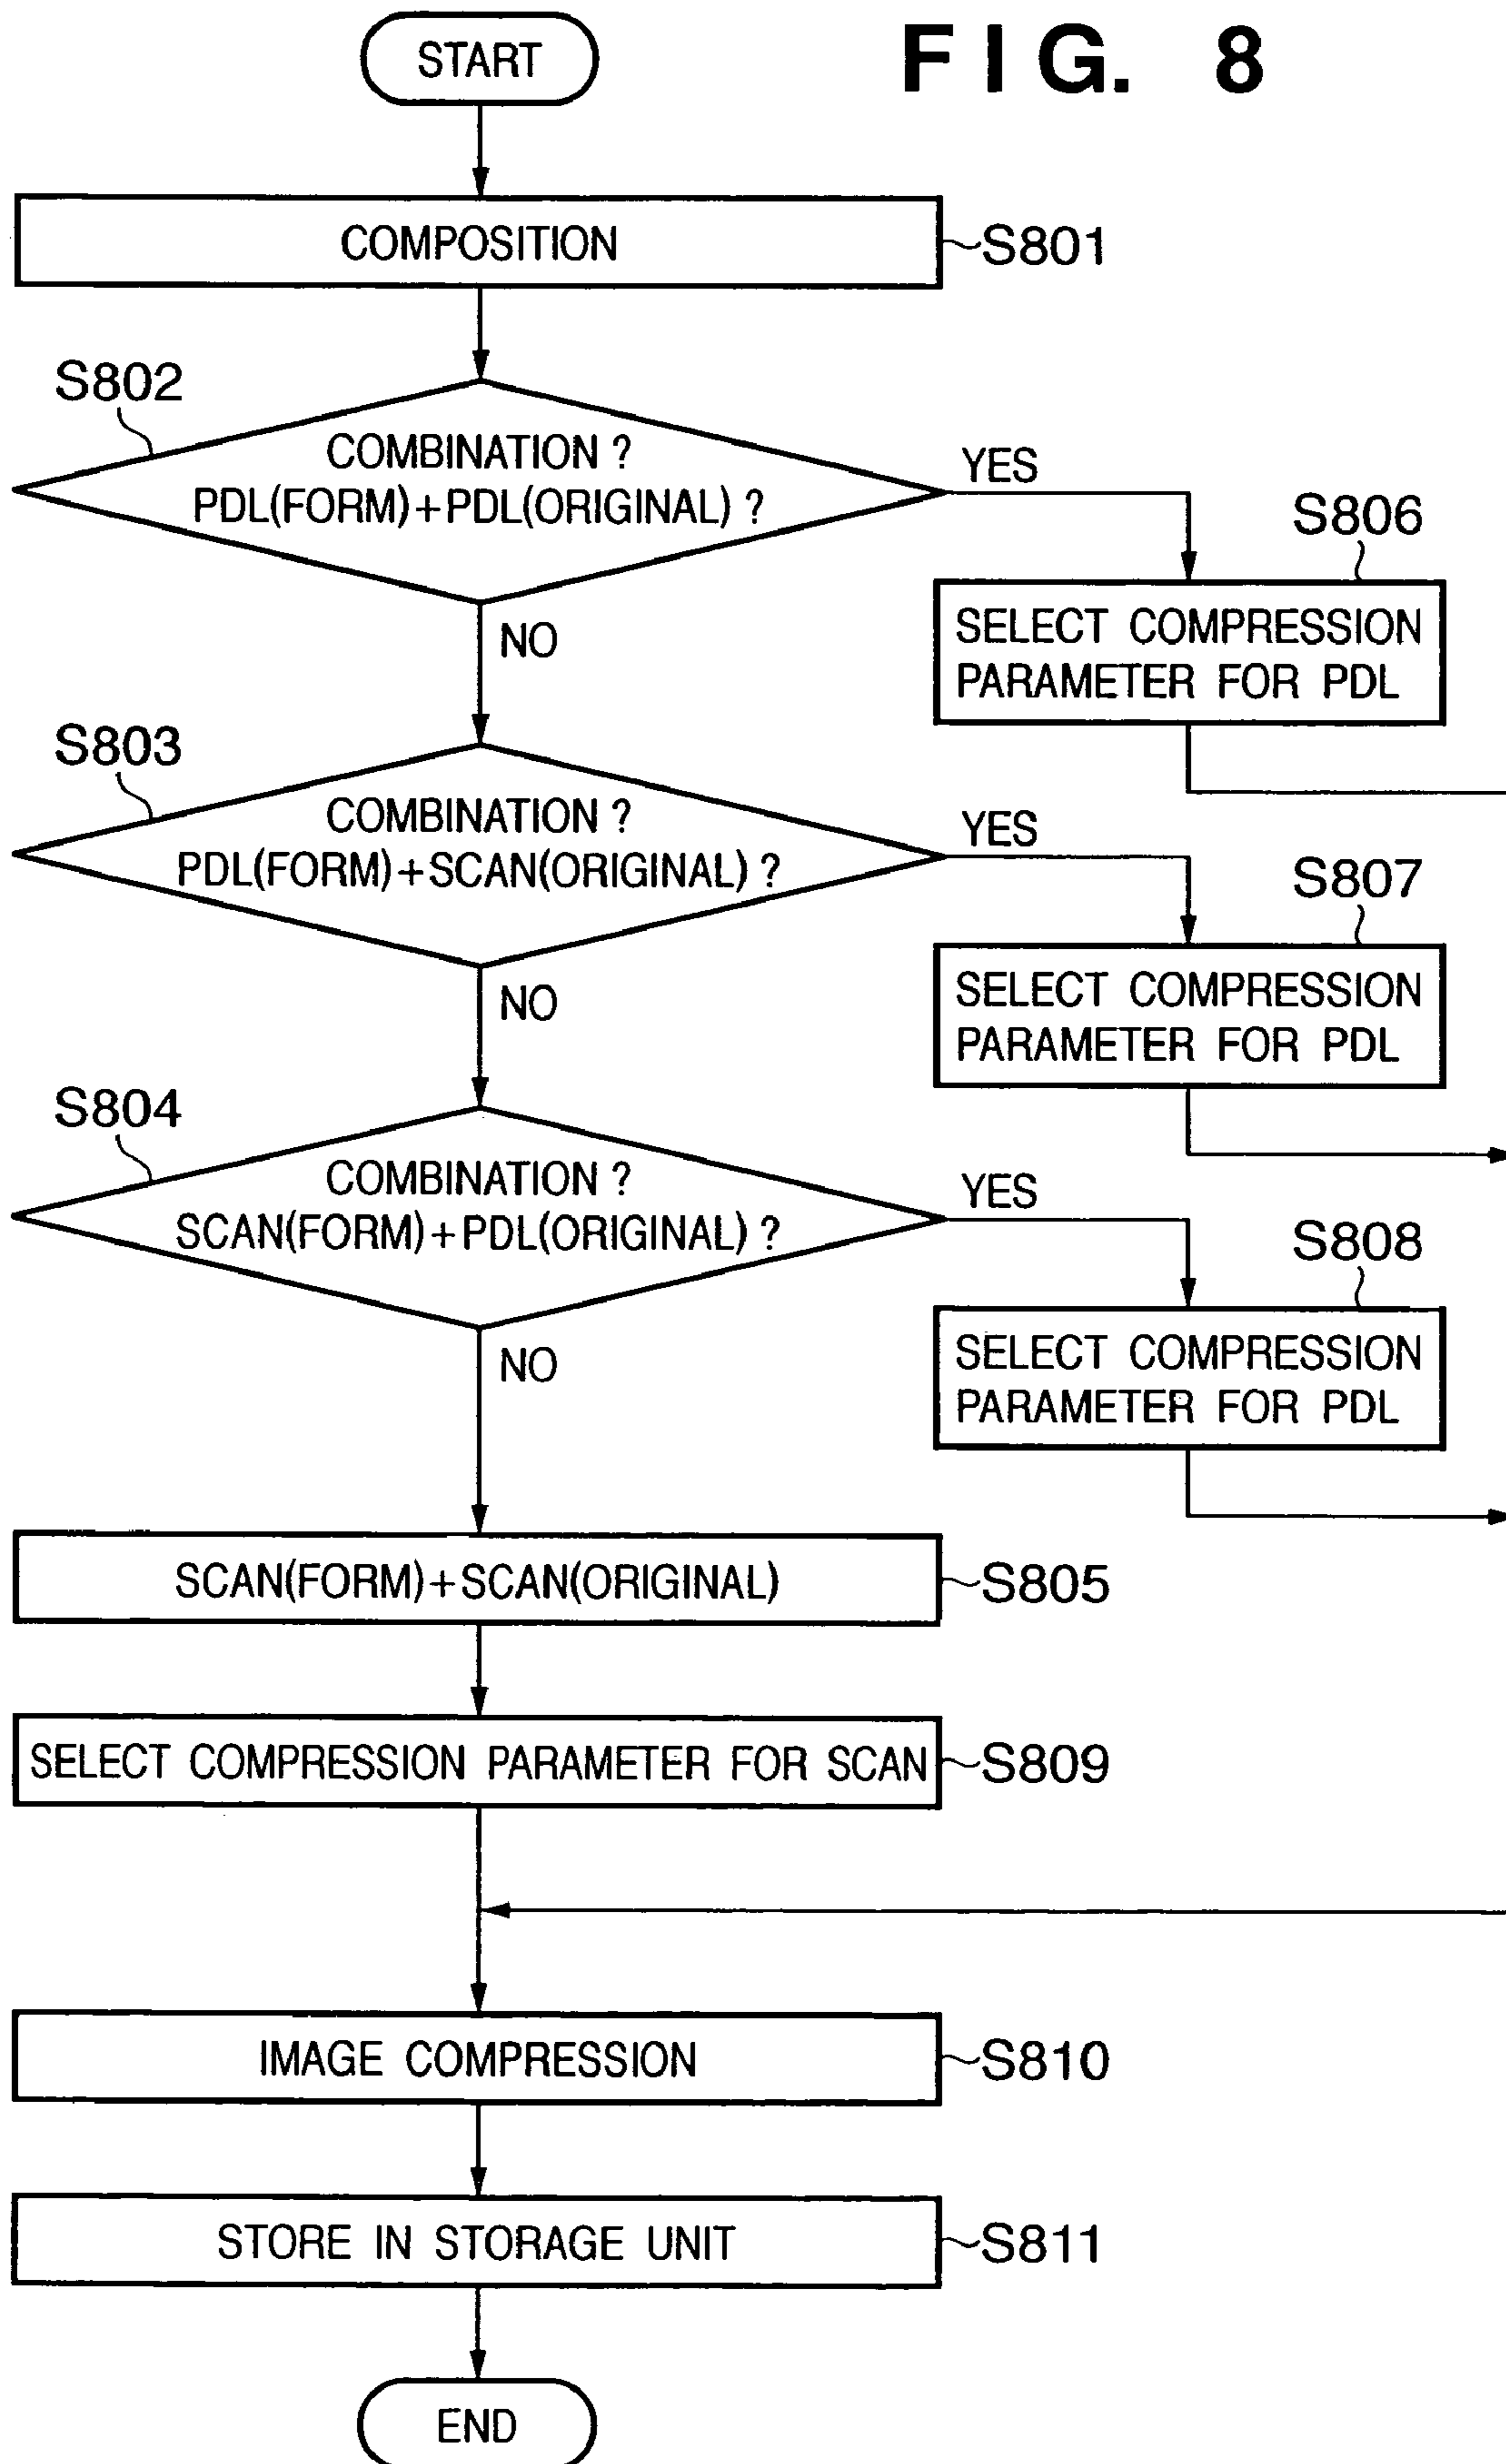 FIG. 8
START
COMPOSITION
S801
S802
COMBINATION ?
PDL(FORM)+PDL(ORIGINAL) ?
YES
NO
S806
SELECT COMPRESSION
PARAMETER FOR PDL
S803
COMBINATION ?
PDL(FORM)+SCAN(ORIGINAL) ?
YES
NO
S807
SELECT COMPRESSION
PARAMETER FOR PDL
S804
COMBINATION ?
SCAN(FORM)+PDL(ORIGINAL) ?
YES
NO
S808
SELECT COMPRESSION
PARAMETER FOR PDL
SCAN(FORM)+SCAN(ORIGINAL)
S805
SELECT COMPRESSION PARAMETER FOR SCAN
S809
IMAGE COMPRESSION
S810
STORE IN STORAGE UNIT
S811
END